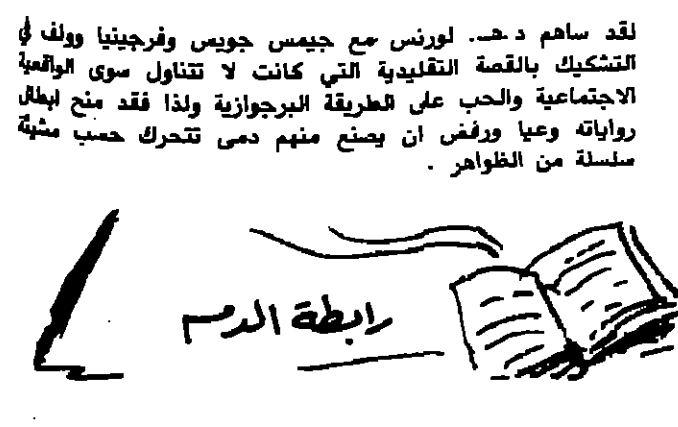 لقد ساهم د.هـ. لورنس مع جيمس جويس وفرجينيا وولف في
التشكيك بالقصة التقليدية التي كانت لا تتناول سوى الواقعية
الاجتماعية والحب على الطريقة البرجوازية ولذا فقد منح ابطال
رواياته وعيا ورفض ان يصنع منهم دمى تتحرك حسب مشيئة
سلسلة من الظواهر .
رابطة الدم